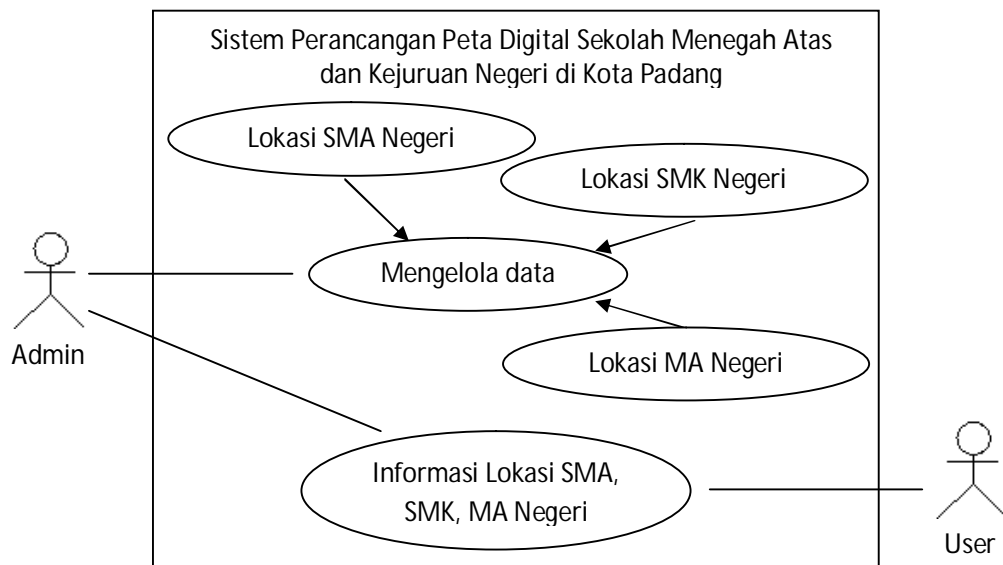 Sistem Perancangan Peta Digital Sekolah Menegah Atas
dan Kejuruan Negeri di Kota Padang
Lokasi SMA Negeri
Lokasi SMK Negeri
Mengelola data
Admin
Lokasi MA Negeri
Informasi Lokasi SMA,
SMK, MA Negeri
User